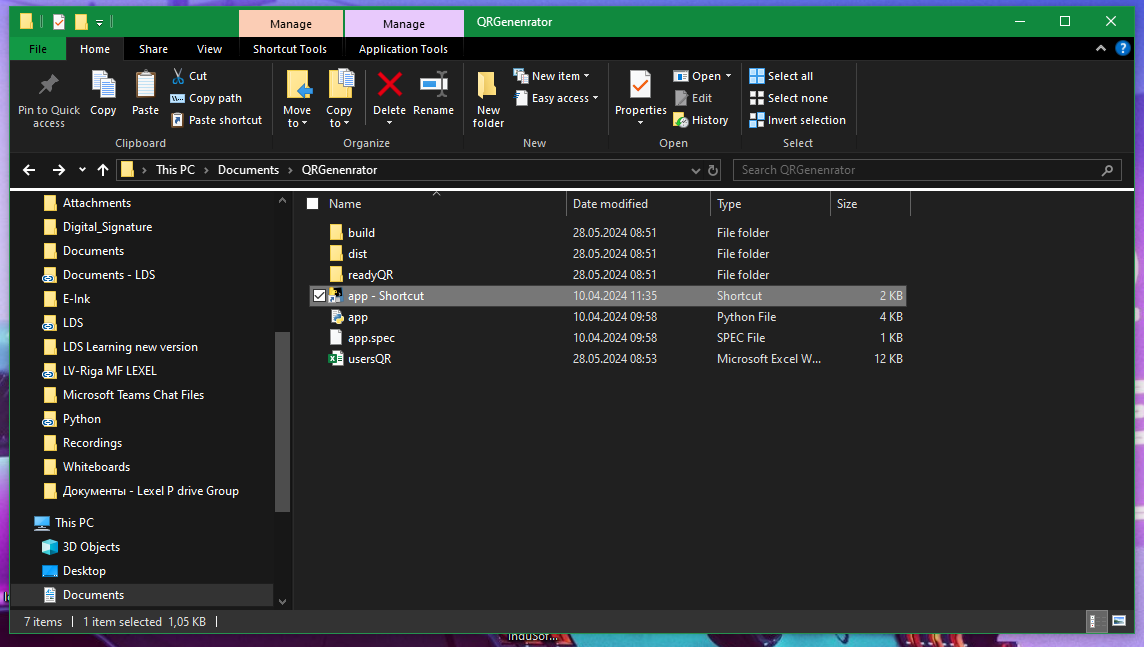 Manage Manage QRGenenrator
File Home Share View Shortcut Tools Application Tools
Pin to Quick access
Copy
Paste
Cut
Copy path
Paste shortcut
Clipboard
Move to
Copy to
Delete
Rename
Organize
New folder
New item
Easy access
New
Properties
Open
Edit
History
Open
Select all
Select none
Invert selection
Select
This PC Documents QRGenenrator
Search QRGenenrator
Attachments
Digital_Signature
Documents
Documents - LDS
E-Ink
LDS
LDS Learning new version
LV-Riga MF LEXEL
Microsoft Teams Chat Files
Python
Recordings
Whiteboards
Документы - Lexel P drive Group
This PC
3D Objects
Desktop
Documents
Name Date modified Type Size
build 28.05.2024 08:51 File folder
dist 28.05.2024 08:51 File folder
readyQR 28.05.2024 08:51 File folder
app - Shortcut 10.04.2024 11:35 Shortcut 2 KB
app 10.04.2024 09:58 Python File 4 KB
app.spec 10.04.2024 09:58 SPEC File 1 KB
usersQR 28.05.2024 08:53 Microsoft Excel W... 12 KB
7 items 1 item selected 1,05 KB
InduSof...